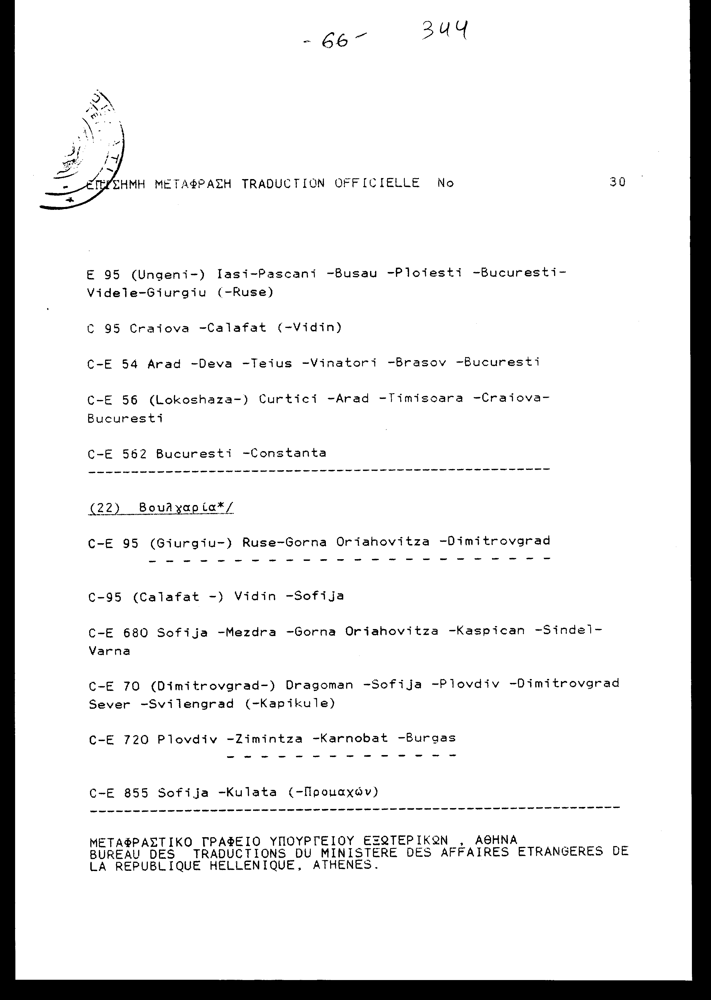 - 66 -
344
ΕΠΙΣΗΜΗ ΜΕΤΑΦΡΑΣΗ TRADUCTION OFFICIELLE No 30
E 95 (Ungeni-) Iasi-Pascani -Busau -Ploiesti -Bucuresti-
Videle-Giurgiu (-Ruse)
C 95 Craiova -Calafat (-Vidin)
C-E 54 Arad -Deva -Teius -Vinatori -Brasov -Bucuresti
C-E 56 (Lokoshaza-) Curtici -Arad -Timisoara -Craiova-
Bucuresti
C-E 562 Bucuresti -Constanta
(22) Βουλγαρία*/
C-E 95 (Giurgiu-) Ruse-Gorna Oriahovitza -Dimitrovgrad
C-95 (Calafat -) Vidin -Sofija
C-E 680 Sofija -Mezdra -Gorna Oriahovitza -Kaspican -Sindel-
Varna
C-E 70 (Dimitrovgrad-) Dragoman -Sofija -Plovdiv -Dimitrovgrad
Sever -Svilengrad (-Kapikule)
C-E 720 Plovdiv -Zimintza -Karnobat -Burgas
C-E 855 Sofija -Kulata (-Προμαχών)
ΜΕΤΑΦΡΑΣΤΙΚΟ ΓΡΑΦΕΙΟ ΥΠΟΥΡΓΕΙΟΥ ΕΞΩΤΕΡΙΚΩΝ , ΑΘΗΝΑ
BUREAU DES TRADUCTIONS DU MINISTERE DES AFFAIRES ETRANGERES DE
LA REPUBLIQUE HELLENIQUE, ATHENES.